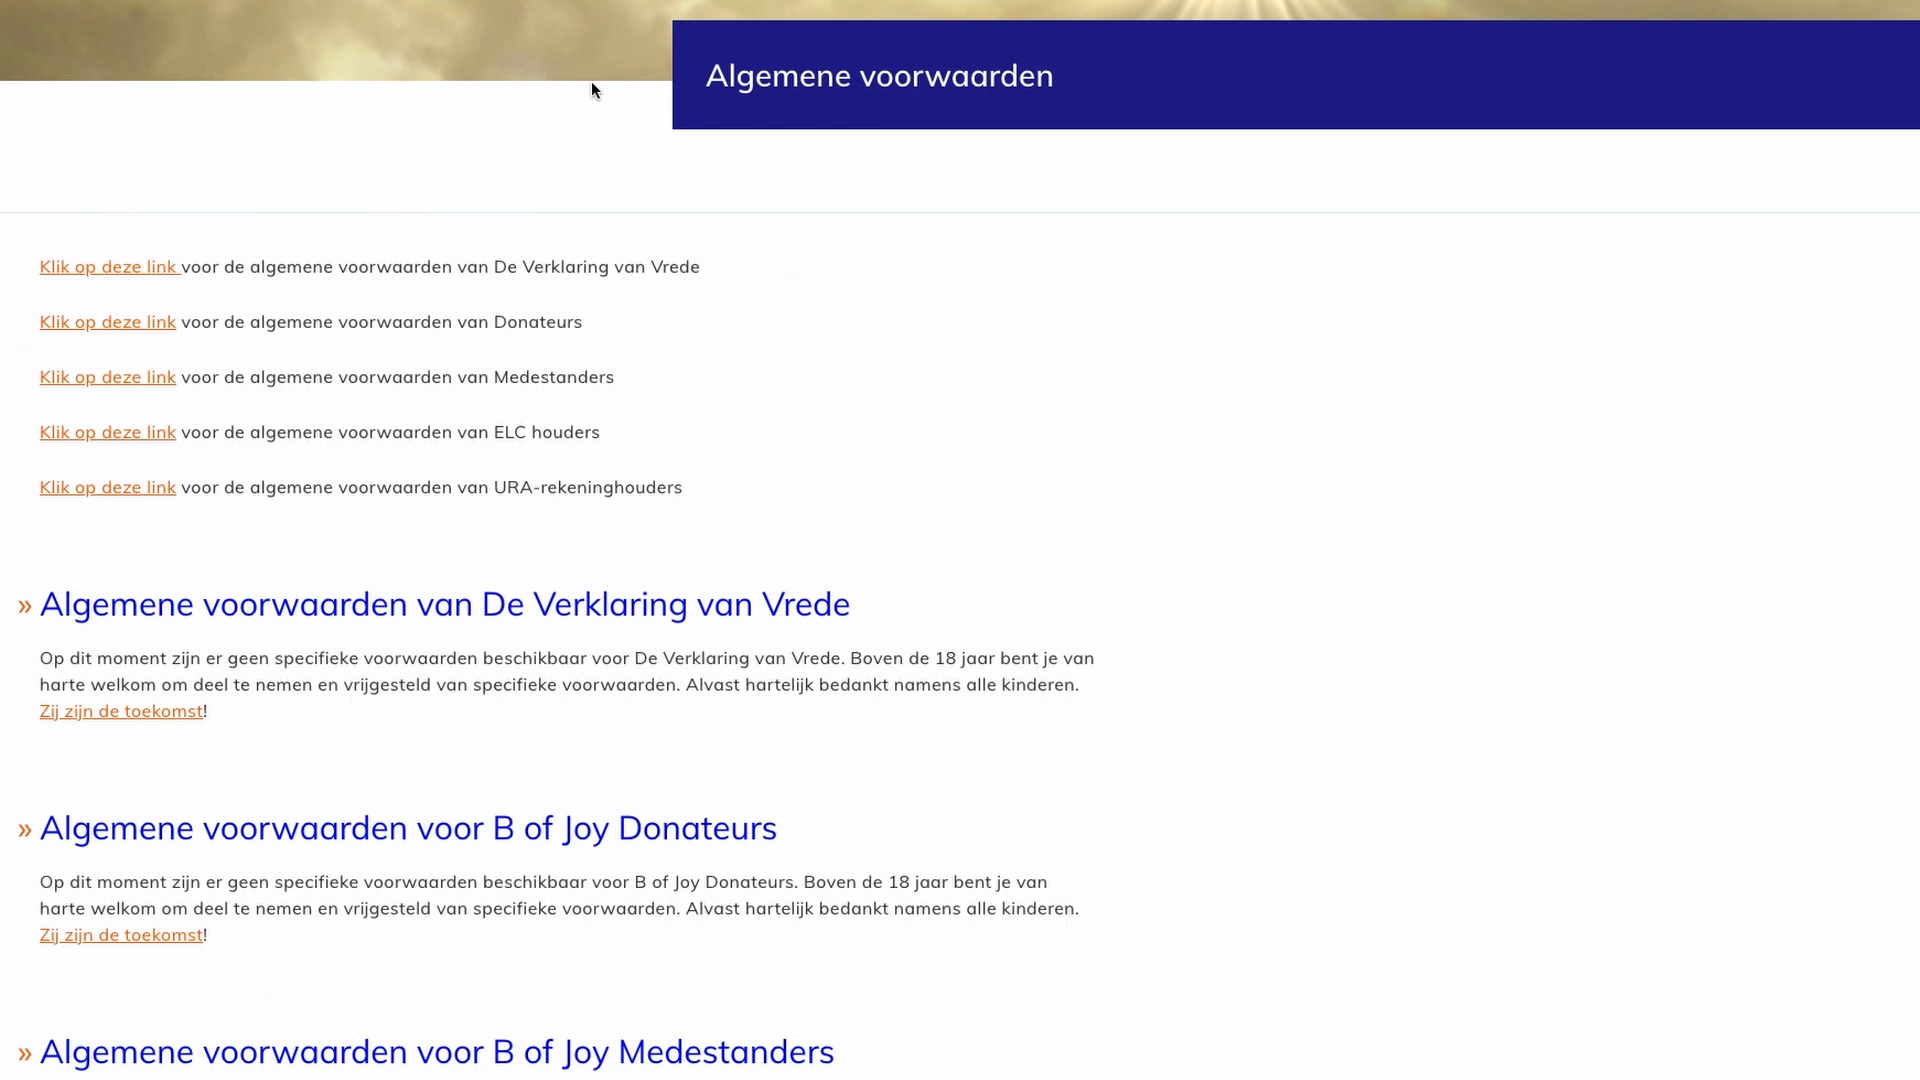 Algemene voorwaarden
Klik op deze link voor de algemene voorwaarden van De Verklaring van Vrede
Klik op deze link voor de algemene voorwaarden van Donateurs
Klik op deze link voor de algemene voorwaarden van Medestanders
Klik op deze link voor de algemene voorwaarden van ELC houders
Klik op deze link voor de algemene voorwaarden van URA-rekeninghouders
» Algemene voorwaarden van De Verklaring van Vrede
Op dit moment zijn er geen specifieke voorwaarden beschikbaar voor De Verklaring van Vrede. Boven de 18 jaar bent je van
harte welkom om deel te nemen en vrijgesteld van specifieke voorwaarden. Alvast hartelijk bedankt namens alle kinderen.
Zij zijn de toekomst!
» Algemene voorwaarden voor B of Joy Donateurs
Op dit moment zijn er geen specifieke voorwaarden beschikbaar voor B of Joy Donateurs. Boven de 18 jaar bent je van
harte welkom om deel te nemen en vrijgesteld van specifieke voorwaarden. Alvast hartelijk bedankt namens alle kinderen.
Zij zijn de toekomst!
» Algemene voorwaarden voor B of Joy Medestanders